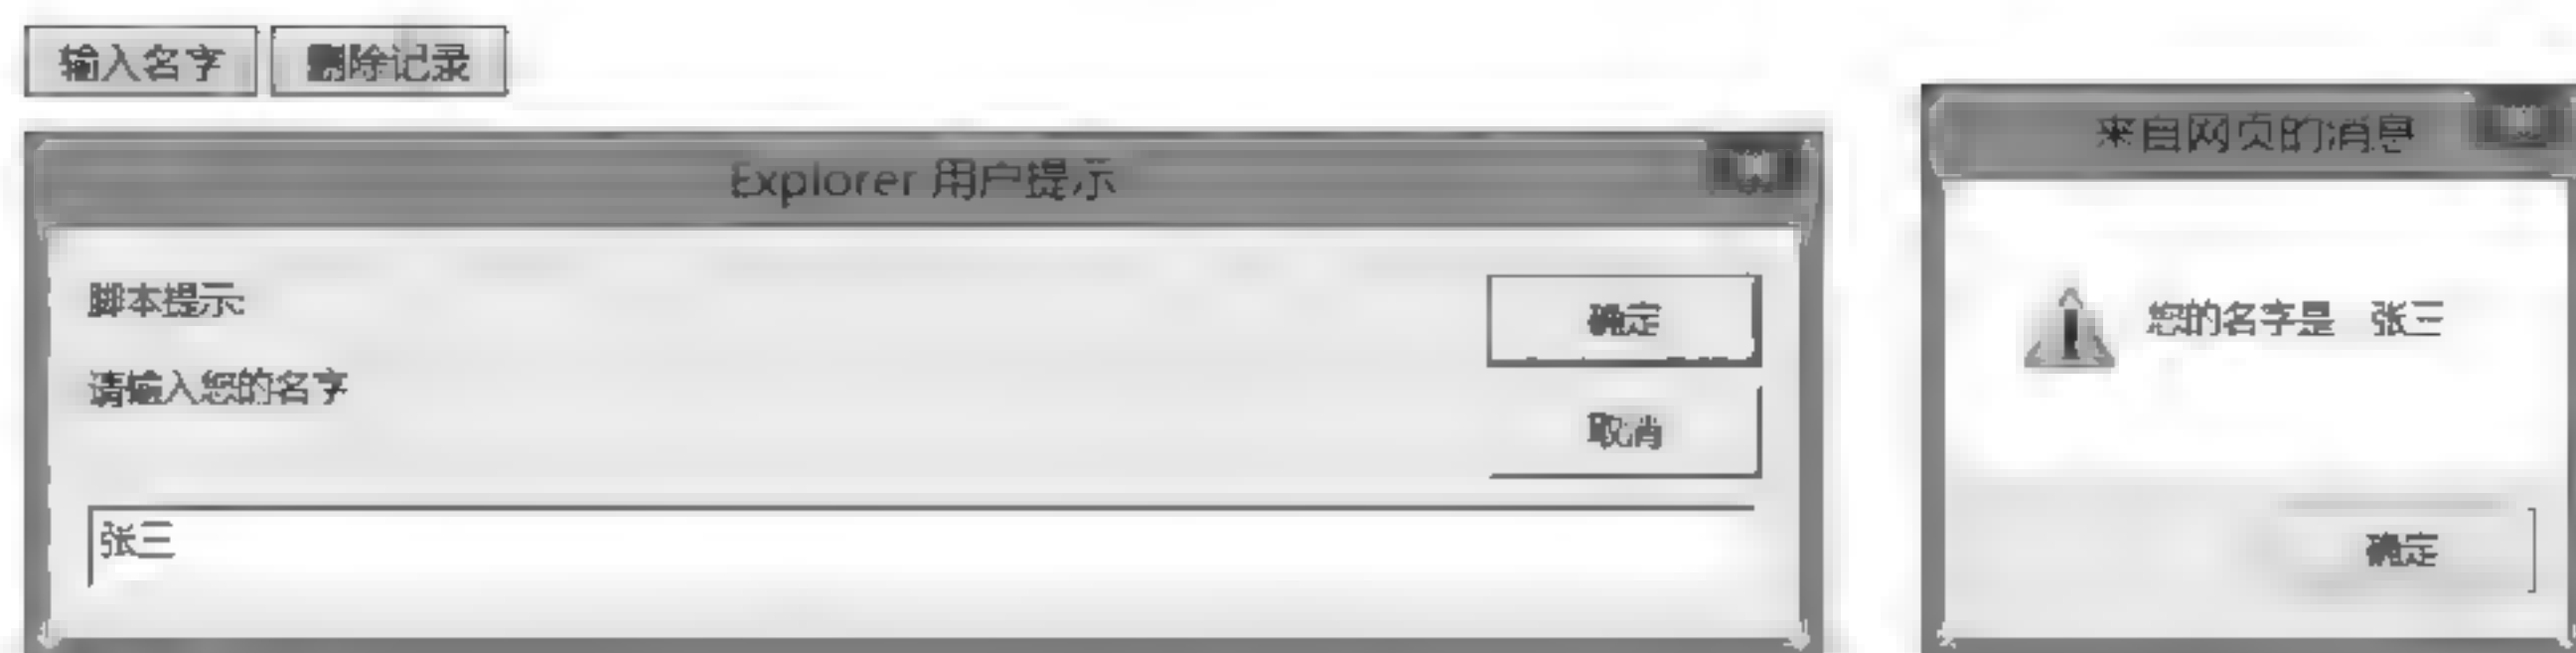 输入名字 删除记录
Explorer 用户提示
脚本提示:
确定
请输入您的名字
取消
张三
来自网页的消息
您的名字是 张三
确定